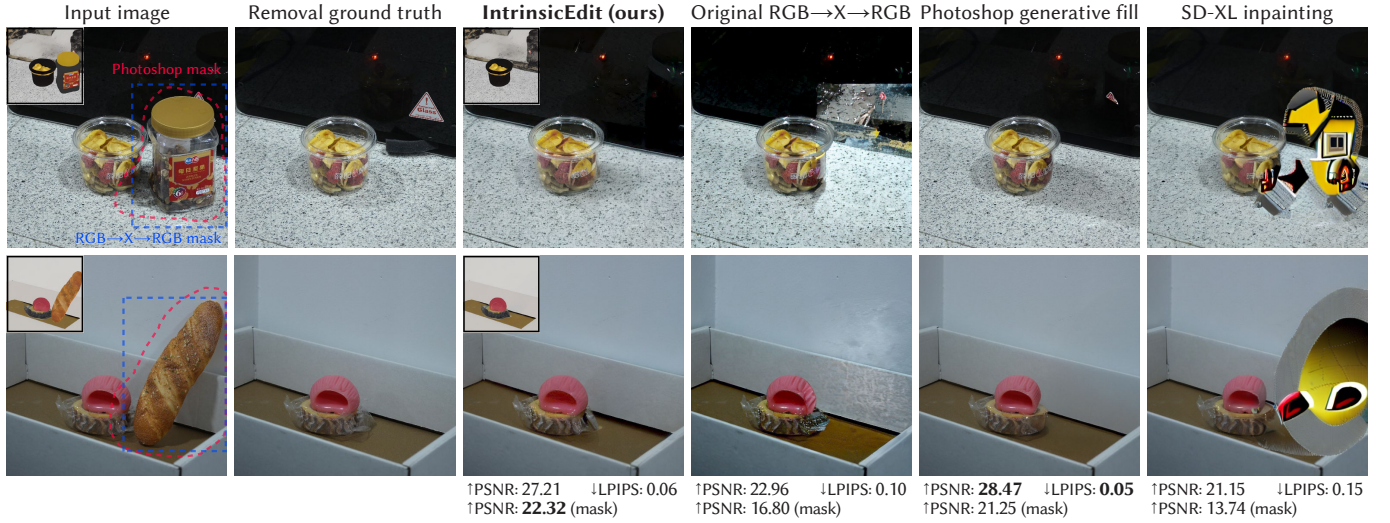 Input image
Removal ground truth
IntrinsicEdit (ours)
Original RGB→X→RGB
Photoshop generative fill
SD-XL inpainting
Photoshop mask
Glass
Glass
RGB→X→RGB mask
↑PSNR: 27.21 ↓LPIPS: 0.06
↑PSNR: 22.32 (mask)
↑PSNR: 22.96 ↓LPIPS: 0.10
↑PSNR: 16.80 (mask)
↑PSNR: 28.47 ↓LPIPS: 0.05
↑PSNR: 21.25 (mask)
↑PSNR: 21.15 ↓LPIPS: 0.15
↑PSNR: 13.74 (mask)